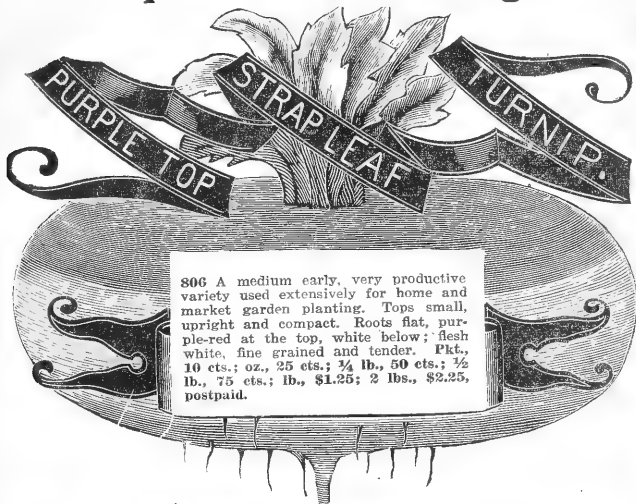 PURPLE TOP
STRAP LEAF
TURNIP.
806 A medium early, very productive
variety used extensively for home and
market garden planting. Tops small,
upright and compact. Roots flat, pur-
ple-red at the top, white below; flesh
white, fine grained and tender. Pkt.,
10 cts.; oz., 25 cts.; ¼ lb., 50 cts.; ½
lb., 75 cts.; lb., $1.25; 2 lbs., $2.25,
postpaid.